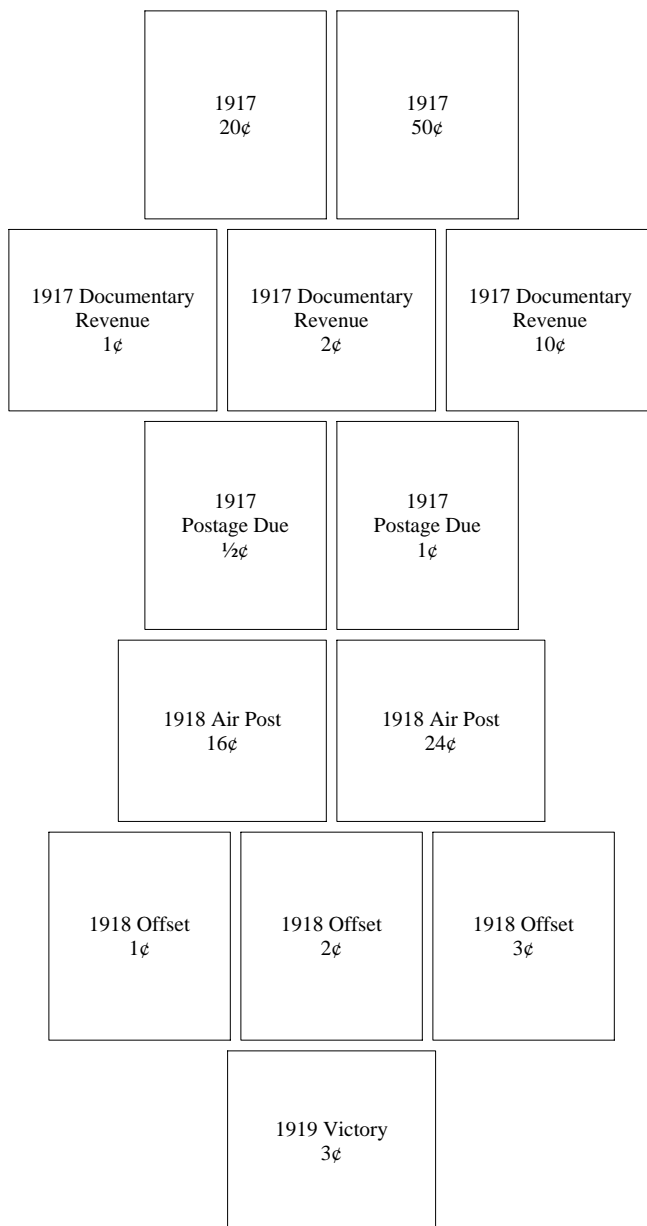 1917
20¢
1917
50¢
1917 Documentary
Revenue
1¢
1917 Documentary
Revenue
2¢
1917 Documentary
Revenue
10¢
1917
Postage Due
½¢
1917
Postage Due
1¢
1918 Air Post
16¢
1918 Air Post
24¢
1918 Offset
1¢
1918 Offset
2¢
1918 Offset
3¢
1919 Victory
3¢